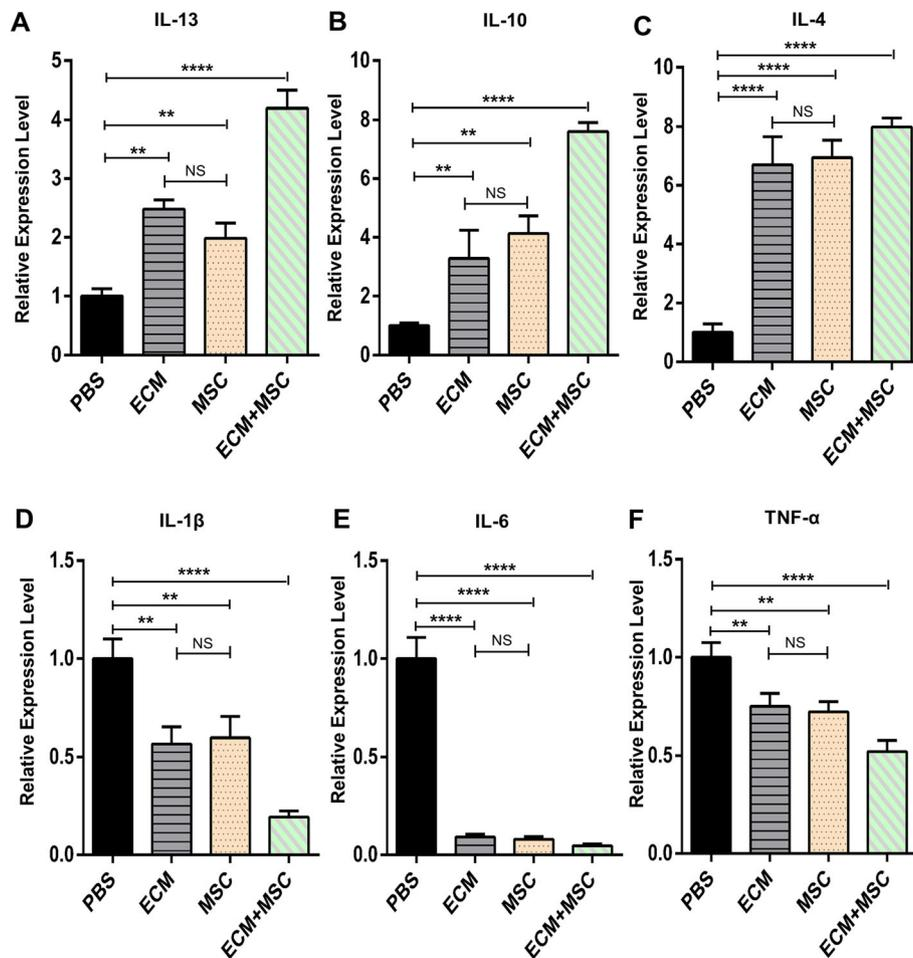 A IL-13
Relative Expression Level
5
4
3
2
1
0
****
**
**
NS
PBS
ECM
MSC
ECM+MSC
B IL-10
Relative Expression Level
10
8
6
4
2
0
****
**
**
NS
PBS
ECM
MSC
ECM+MSC
C IL-4
Relative Expression Level
10
8
6
4
2
0
****
****
****
NS
PBS
ECM
MSC
ECM+MSC
D IL-1β
Relative Expression Level
1.5
1.0
0.5
0.0
****
**
**
NS
PBS
ECM
MSC
ECM+MSC
E IL-6
Relative Expression Level
1.5
1.0
0.5
0.0
****
****
****
NS
PBS
ECM
MSC
ECM+MSC
F TNF-α
Relative Expression Level
1.5
1.0
0.5
0.0
****
**
**
NS
PBS
ECM
MSC
ECM+MSC